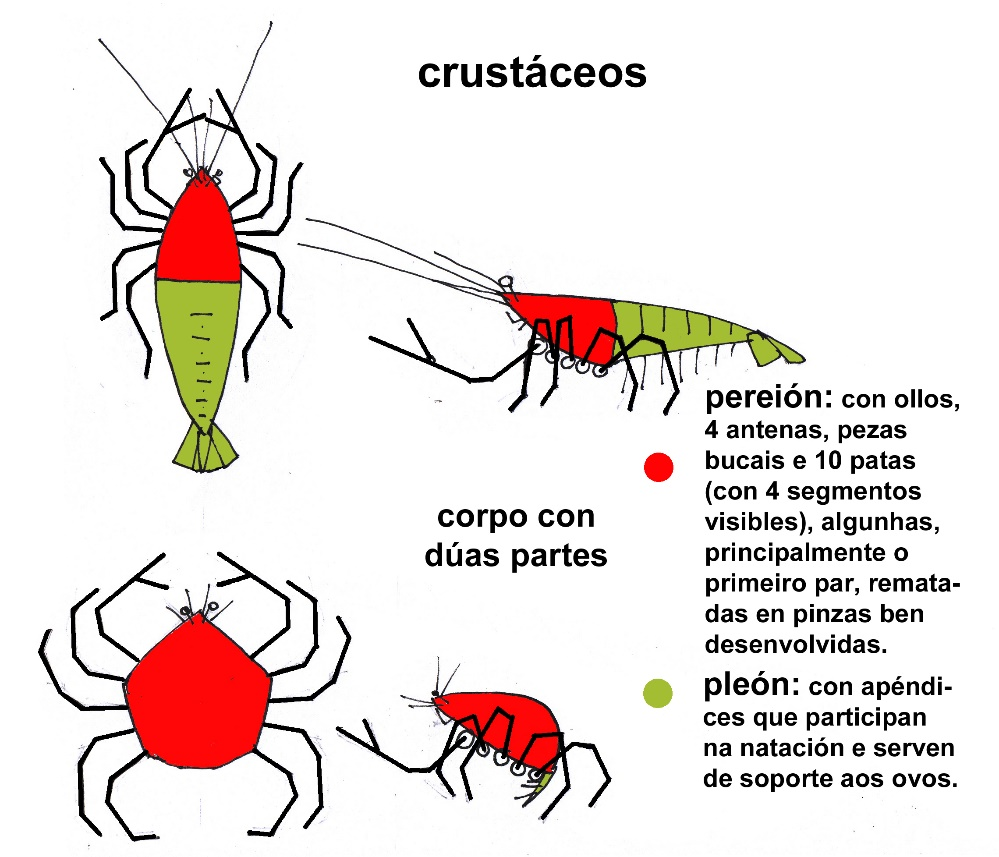 crustáceos
corpo con
dúas partes
pereión: con ollos,
4 antenas, pezas
bucais e 10 patas
(con 4 segmentos
visibles), algunhas,
principalmente o
primeiro par, remata-
das en pinzas ben
desenvolvidas.
pleón: con apéndi-
ces que participan
na natación e serven
de soporte aos ovos.